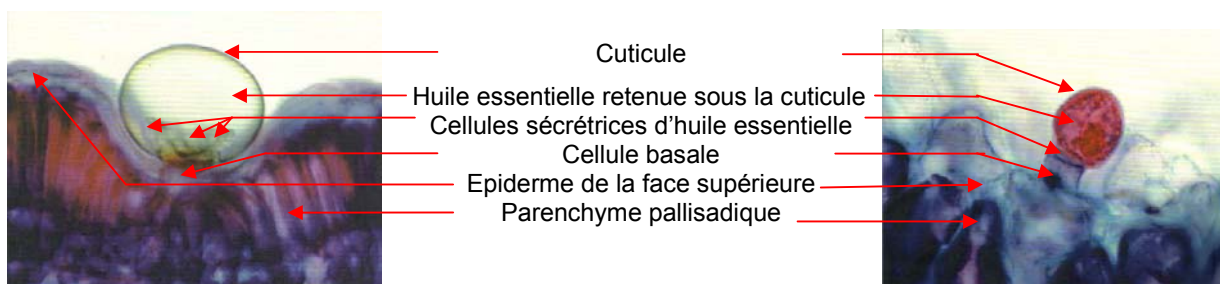 Cuticule
Huile essentielle retenue sous la cuticule
Cellules sécrétrices d'huile essentielle
Cellule basale
Epiderme de la face supérieure
Parenchyme pallisadique